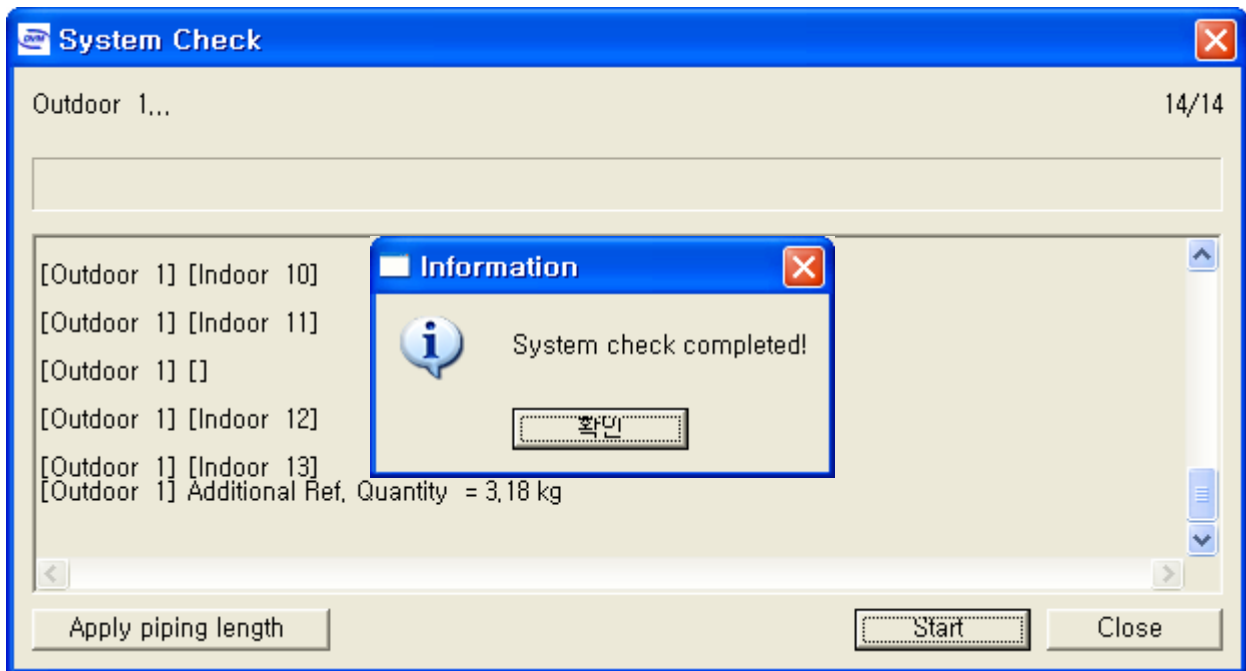 DVM System Check
Outdoor 1,,, 14/14
[Outdoor 1] [Indoor 10]
[Outdoor 1] [Indoor 11]
[Outdoor 1] []
[Outdoor 1] [Indoor 12]
[Outdoor 1] [Indoor 13]
[Outdoor 1] Additional Ref, Quantity = 3,18 kg
Information
System check completed!
확인
Apply piping length Start Close